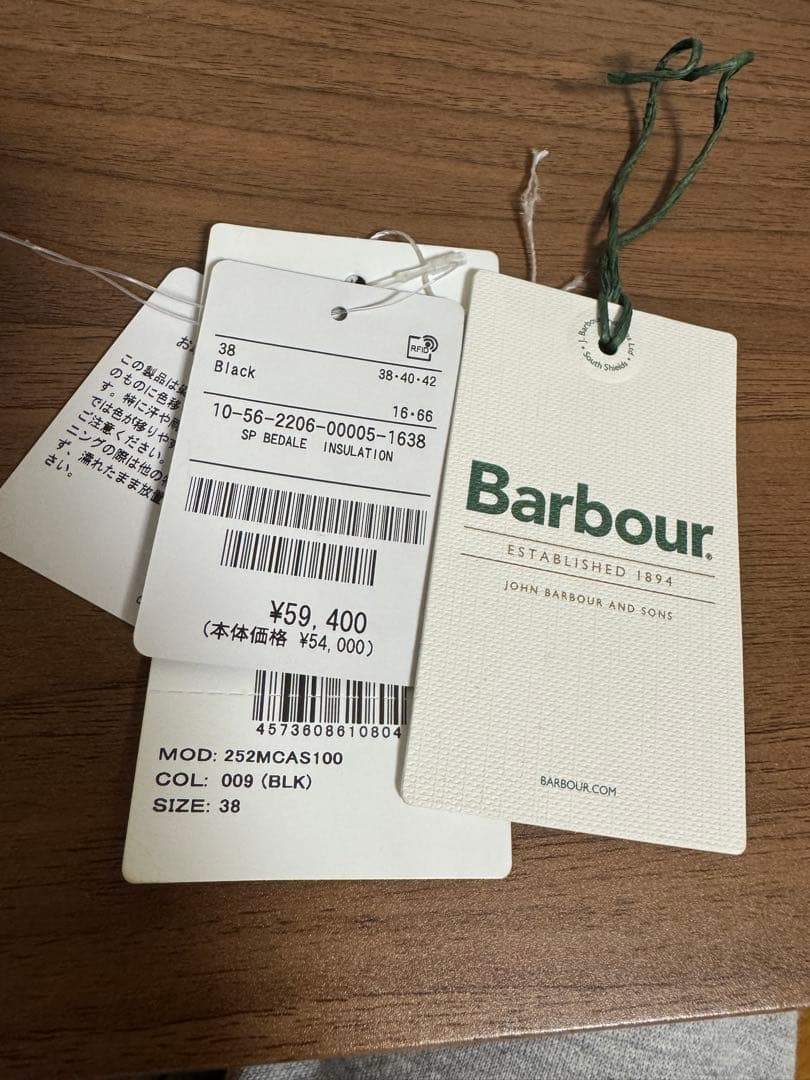 38
Black
RFID
38・40・42
16・66
10-56-2206-00005-1638
SP BEDALE INSULATION
¥59,400
(本体価格 ¥54,000)
4573608610804
MOD: 252MCAS100
COL: 009 (BLK)
SIZE: 38
South Shields
Barbour
ESTABLISHED 1894
JOHN BARBOUR AND SONS
BARBOUR.COM
この製品は
のものに色移
す。特に汗や
では色が移りやす
ご注意ください。
ニングの際は他の
ず、濡れたまま放置
さい。